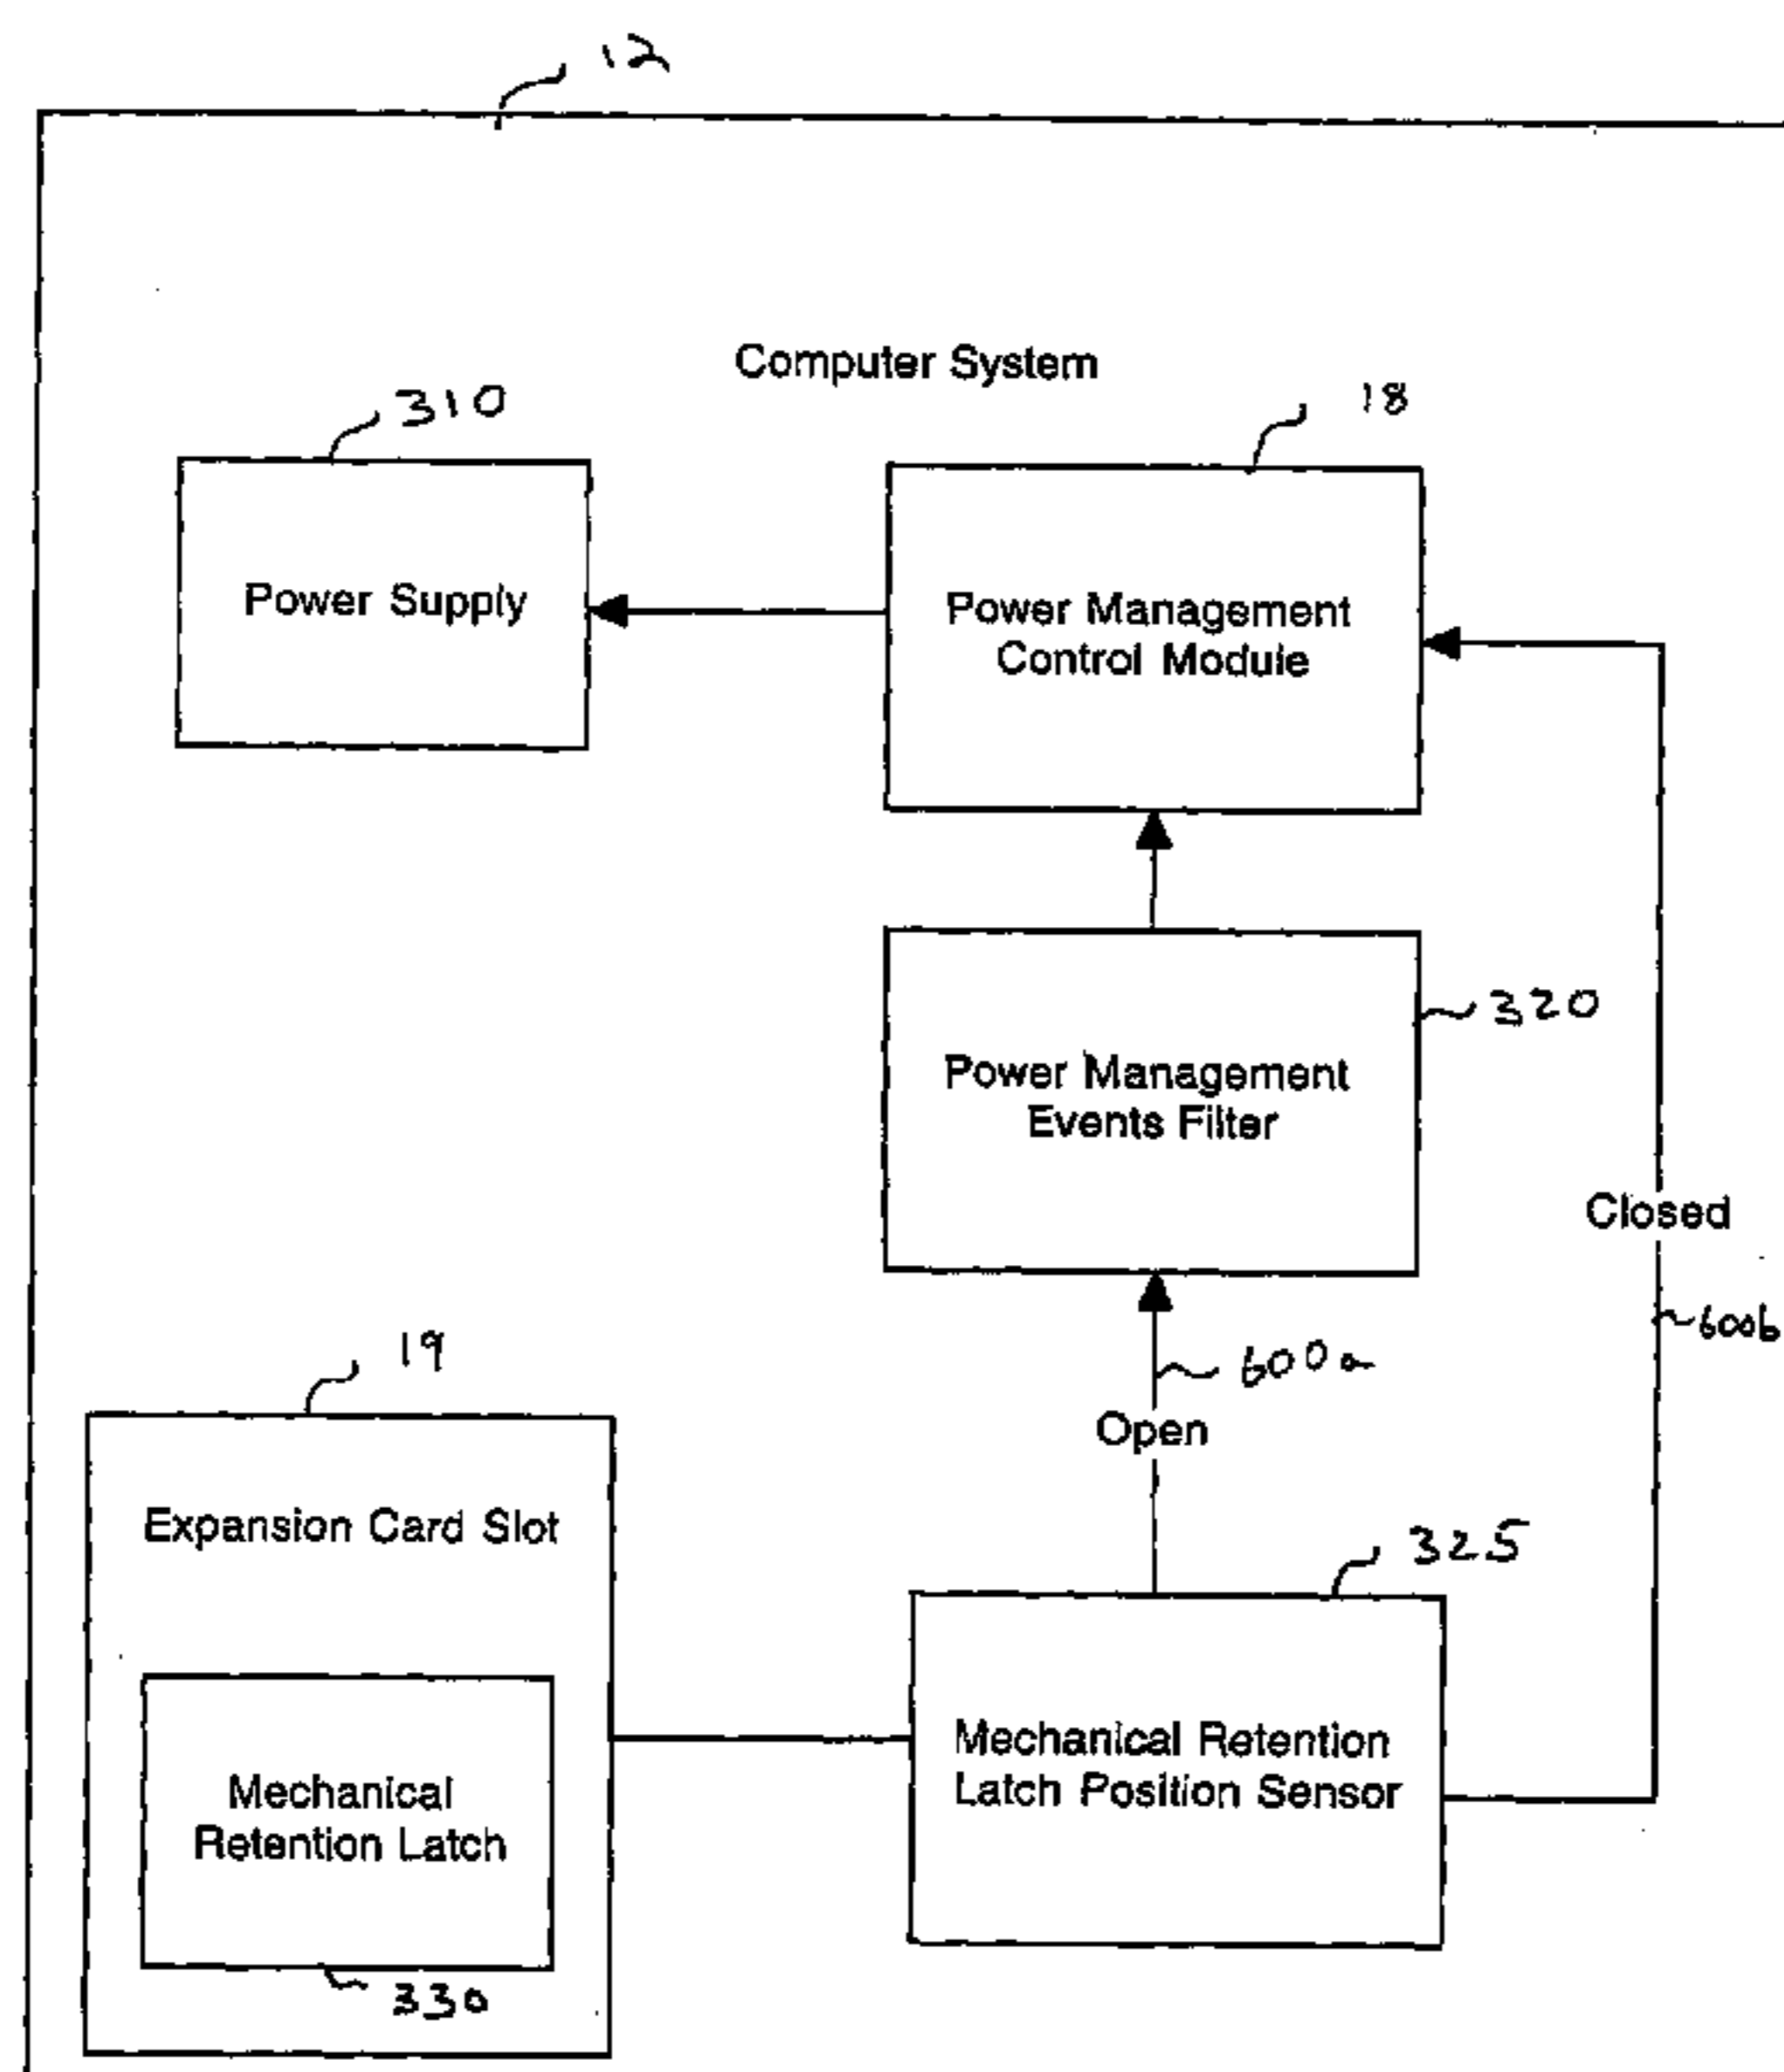 12
Computer System
310
18
Power Supply
Power Management
Control Module
320
Power Management
Events Filter
Closed
600b
19
600a
Open
Expansion Card Slot
325
Mechanical Retention
Latch Position Sensor
Mechanical
Retention Latch
330